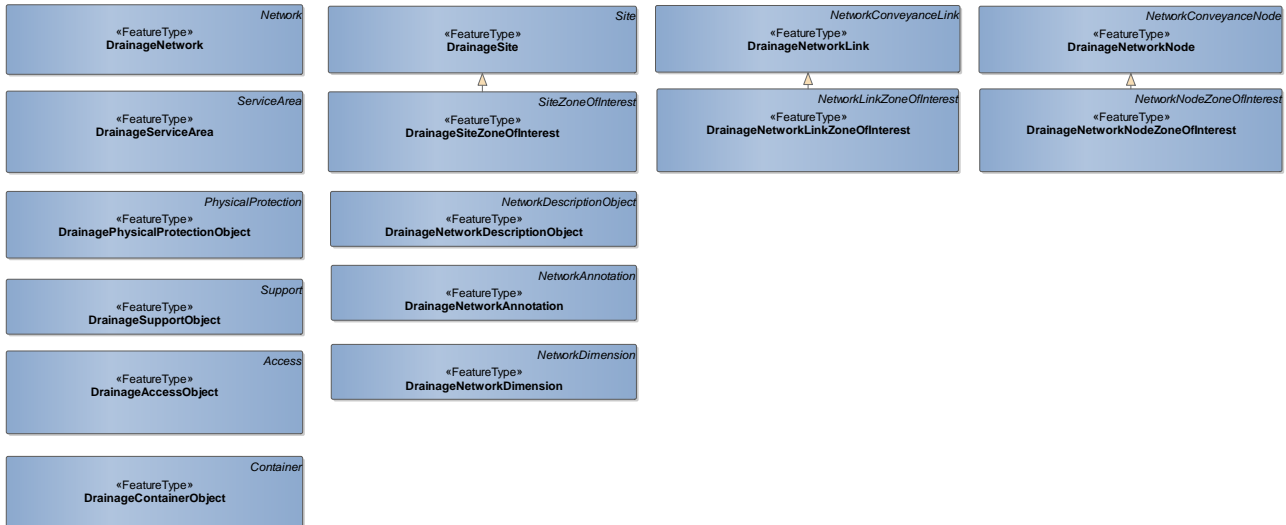 Network
«FeatureType»
DrainageNetwork
Site
«FeatureType»
DrainageSite
NetworkConveyanceLink
«FeatureType»
DrainageNetworkLink
NetworkConveyanceNode
«FeatureType»
DrainageNetworkNode
ServiceArea
«FeatureType»
DrainageServiceArea
SiteZoneOfInterest
«FeatureType»
DrainageSiteZoneOfInterest
NetworkLinkZoneOfInterest
«FeatureType»
DrainageNetworkLinkZoneOfInterest
NetworkNodeZoneOfInterest
«FeatureType»
DrainageNetworkNodeZoneOfInterest
PhysicalProtection
«FeatureType»
DrainagePhysicalProtectionObject
NetworkDescriptionObject
«FeatureType»
DrainageNetworkDescriptionObject
Support
«FeatureType»
DrainageSupportObject
NetworkAnnotation
«FeatureType»
DrainageNetworkAnnotation
Access
«FeatureType»
DrainageAccessObject
NetworkDimension
«FeatureType»
DrainageNetworkDimension
Container
«FeatureType»
DrainageContainerObject